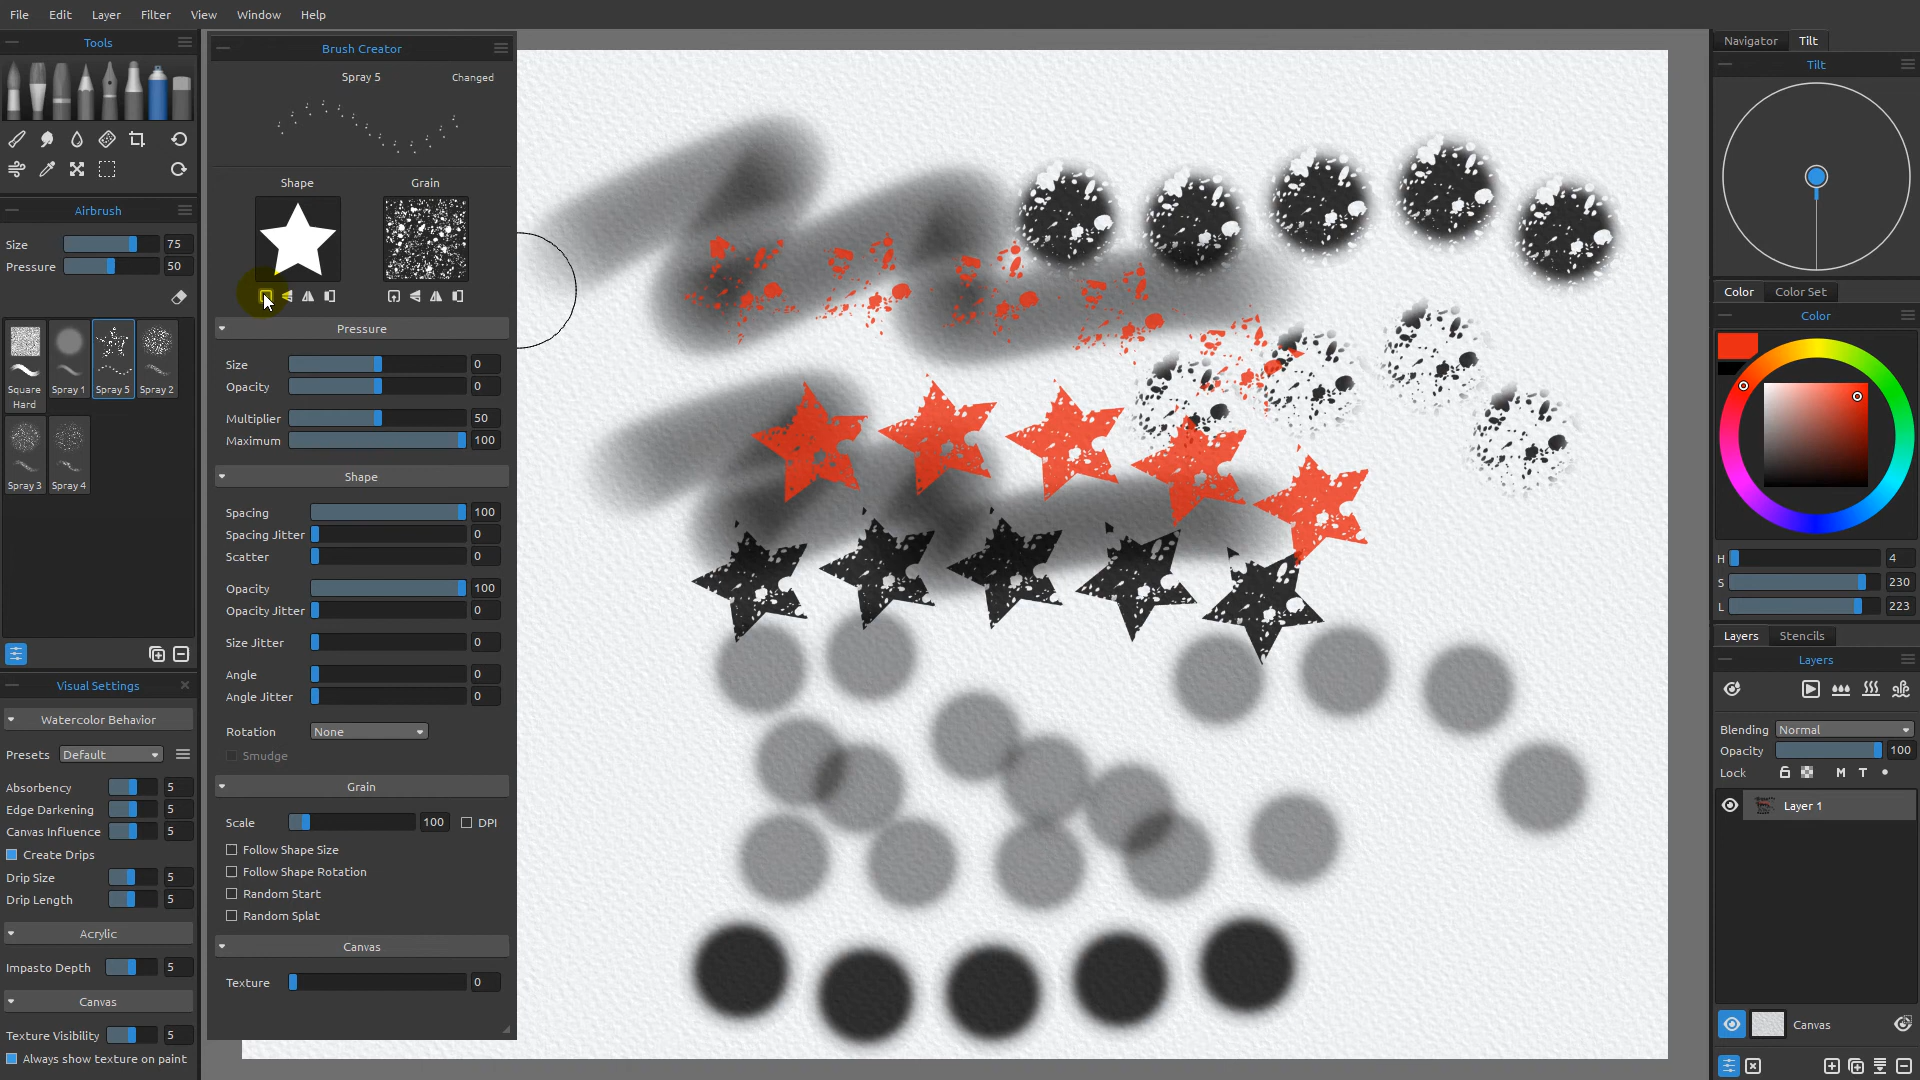 File Edit Layer Filter View Window Help
Tools
Airbrush
Size 75
Pressure 50
Square Hard
Spray 1
Spray 5
Spray 2
Spray 3
Spray 4
Visual Settings
Watercolor Behavior
Presets Default
Absorbency 5
Edge Darkening 5
Canvas Influence 5
Create Drips
Drip Size 5
Drip Length 5
Acrylic
Impasto Depth 5
Canvas
Texture Visibility 5
Always show texture on paint
Brush Creator
Spray 5 Changed
Shape Grain
Pressure
Size 0
Opacity 0
Multiplier 50
Maximum 100
Shape
Spacing 100
Spacing Jitter 0
Scatter 0
Opacity 100
Opacity Jitter 0
Size Jitter 0
Angle 0
Angle Jitter 0
Rotation None
Smudge
Grain
Scale 100 DPI
Follow Shape Size
Follow Shape Rotation
Random Start
Random Splat
Canvas
Texture 0
Navigator Tilt
Tilt
Color Color Set
Color
H 4
S 230
L 223
Layers Stencils
Layers
Blending Normal
Opacity 100
Lock M T
Layer 1
Canvas